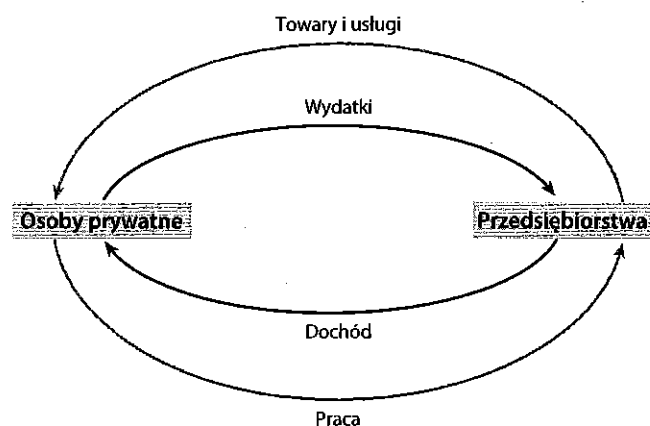 Towary i usługi
Wydatki
Osoby prywatne
Przedsiębiorstwa
Dochód
Praca